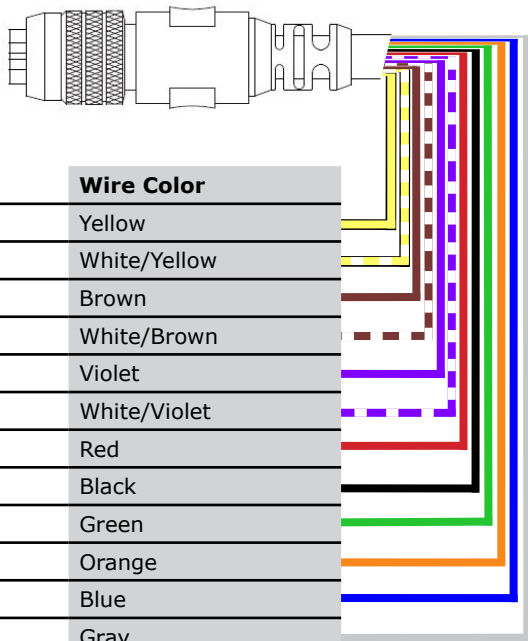 Wire Color
Yellow
White/Yellow
Brown
White/Brown
Violet
White/Violet
Red
Black
Green
Orange
Blue
Gray